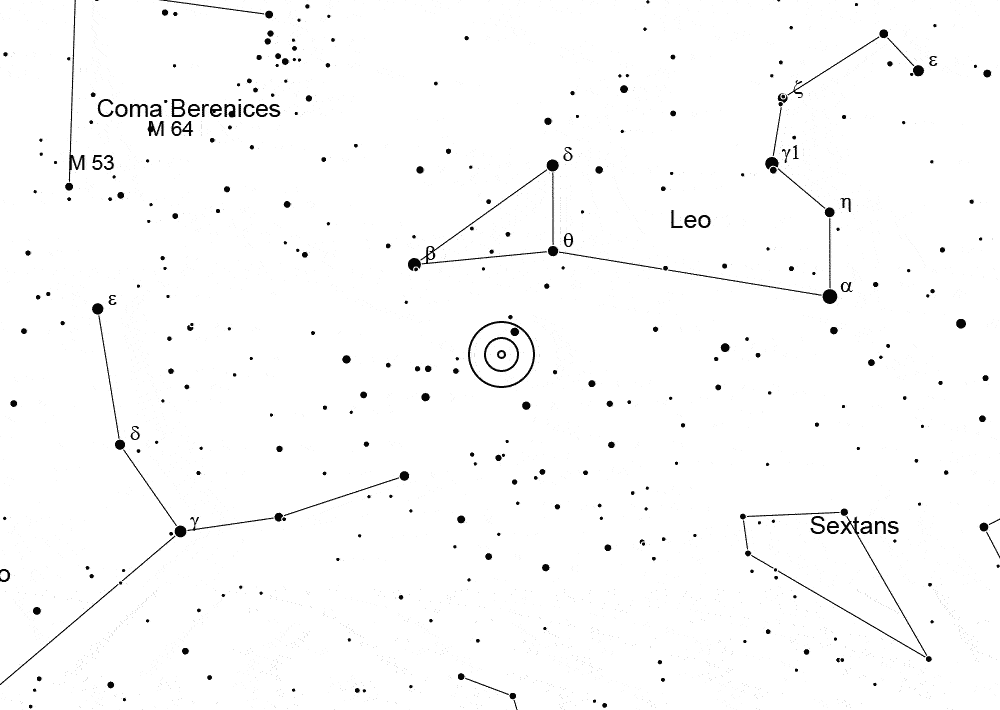 ε
ζ
Coma Berenices
M 64
δ
γ1
M 53
η
Leo
θ
β
α
ε
δ
γ
Sextans
o